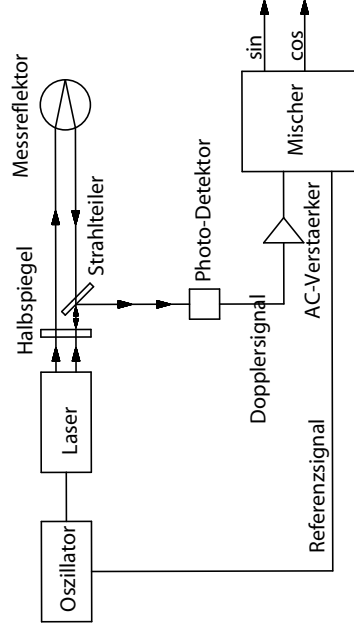 Oszillator
Laser
Halbspiegel
Strahlteiler
Messreflektor
Photo-Detektor
Dopplersignal
AC-Verstaerker
Referenzsignal
Mischer
sin
cos